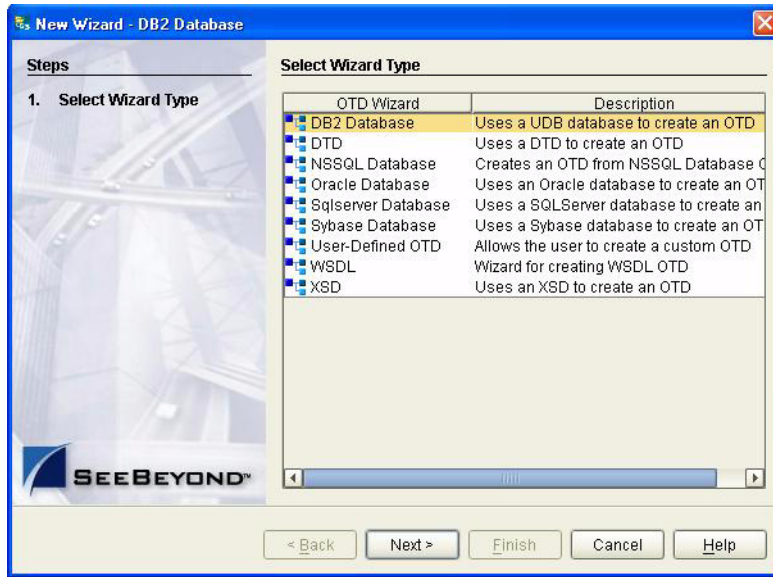 New Wizard - DB2 Database
Steps
1. Select Wizard Type
Select Wizard Type
OTD Wizard Description
DB2 Database Uses a UDB database to create an OTD
DTD Uses a DTD to create an OTD
NSSQL Database Creates an OTD from NSSQL Database
Oracle Database Uses an Oracle database to create an OT
Sqlserver Database Uses a SQLServer database to create an
Sybase Database Uses a Sybase database to create an OT
User-Defined OTD Allows the user to create a custom OTD
WSDL Wizard for creating WSDL OTD
XSD Uses an XSD to create an OTD
SEEBEYOND™
< Back Next > Finish Cancel Help